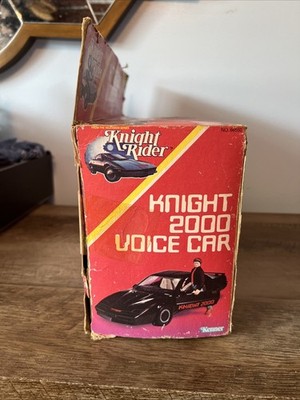 Knight
Rider
KNIGHT
2000
VOICE CAR
KNIGHT 2000
Kenner